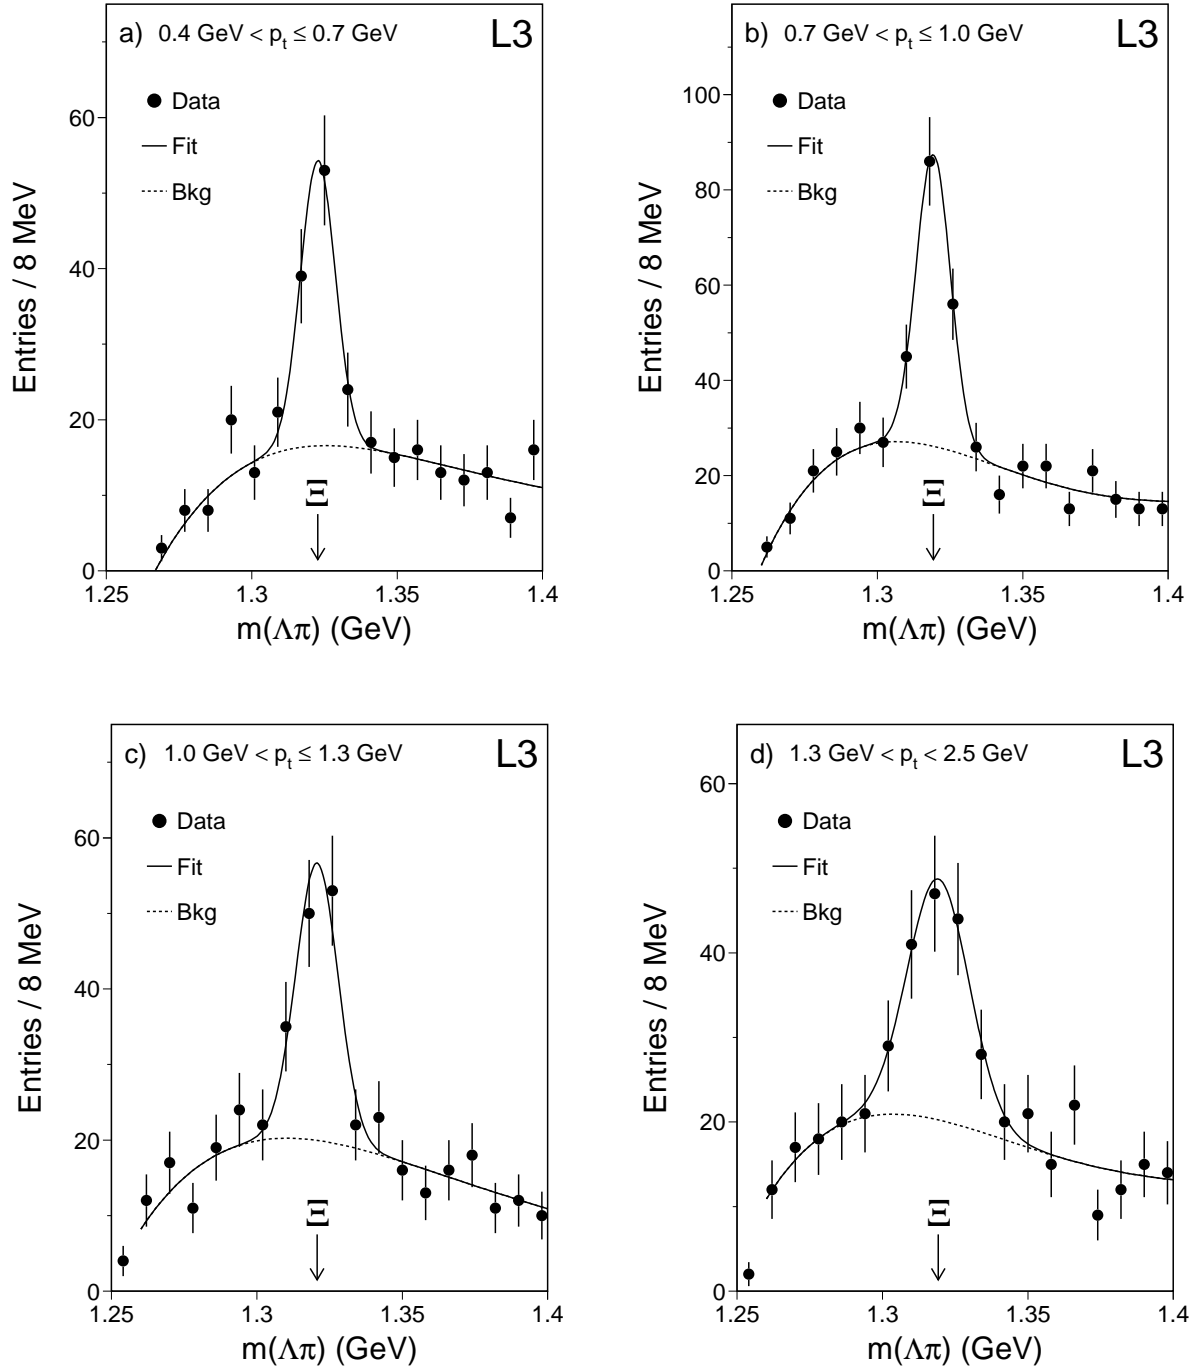 a) 0.4 GeV < pt ≤ 0.7 GeV L3
Data
Fit
Bkg
Entries / 8 MeV
60
40
20
0
Ξ
1.25 1.3 1.35 1.4
m(Λπ) (GeV)
b) 0.7 GeV < pt ≤ 1.0 GeV L3
Data
Fit
Bkg
Entries / 8 MeV
100
80
60
40
20
0
Ξ
1.25 1.3 1.35 1.4
m(Λπ) (GeV)
c) 1.0 GeV < pt ≤ 1.3 GeV L3
Data
Fit
Bkg
Entries / 8 MeV
60
40
20
0
Ξ
1.25 1.3 1.35 1.4
m(Λπ) (GeV)
d) 1.3 GeV < pt < 2.5 GeV L3
Data
Fit
Bkg
Entries / 8 MeV
60
40
20
0
Ξ
1.25 1.3 1.35 1.4
m(Λπ) (GeV)